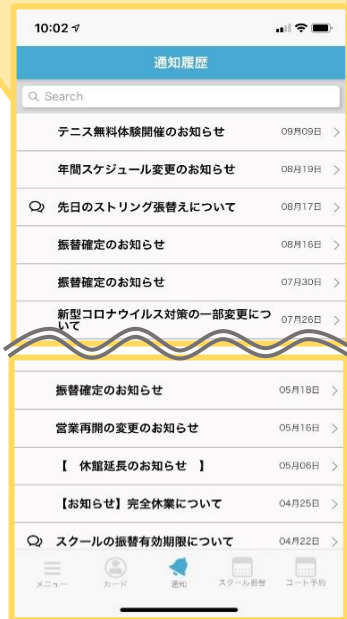 10:02
通知履歴
Search
テニス無料体験開催のお知らせ 09月09日
年間スケジュール変更のお知らせ 08月19日
先日のストリング張替えについて 08月17日
振替確定のお知らせ 08月16日
振替確定のお知らせ 07月30日
新型コロナウイルス対策の一部変更につ
いて 07月26日
振替確定のお知らせ 05月18日
営業再開の変更のお知らせ 05月16日
【 休館延長のお知らせ 】 05月06日
【お知らせ】完全休業について 04月25日
スクールの振替有効期限について 04月22日
メニュー カード 通知 スクール振替 コート予約